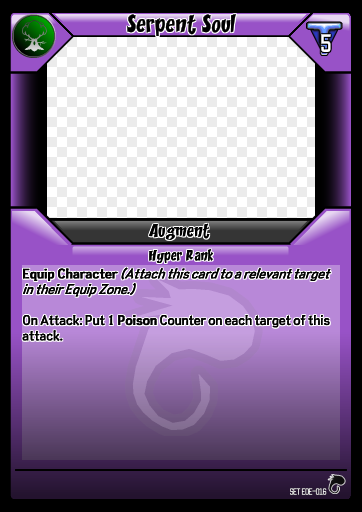 Serpent Soul
5
Augment
Hyper Rank
Equip Character (Attach this card to a relevant target
in their Equip Zone.)
On Attack: Put 1 Poison Counter on each target of this
attack.
SET EDE-016